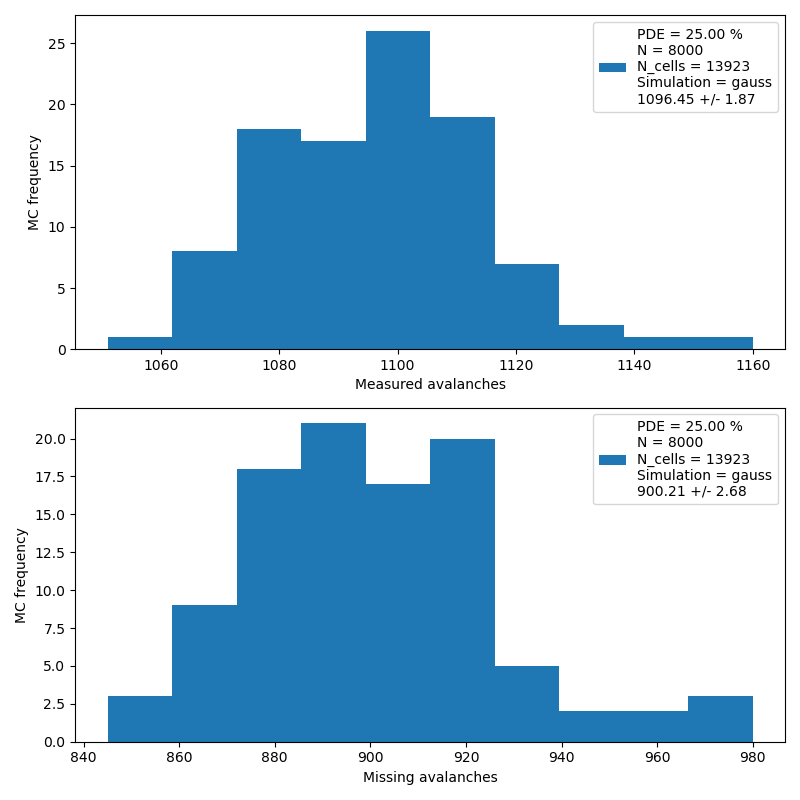 25
20
15
10
5
0
MC frequency
PDE = 25.00 %
N = 8000
N_cells = 13923
Simulation = gauss
1096.45 +/- 1.87
1060 1080 1100 1120 1140 1160
Measured avalanches
20.0
17.5
15.0
12.5
10.0
7.5
5.0
2.5
0.0
MC frequency
PDE = 25.00 %
N = 8000
N_cells = 13923
Simulation = gauss
900.21 +/- 2.68
840 860 880 900 920 940 960 980
Missing avalanches